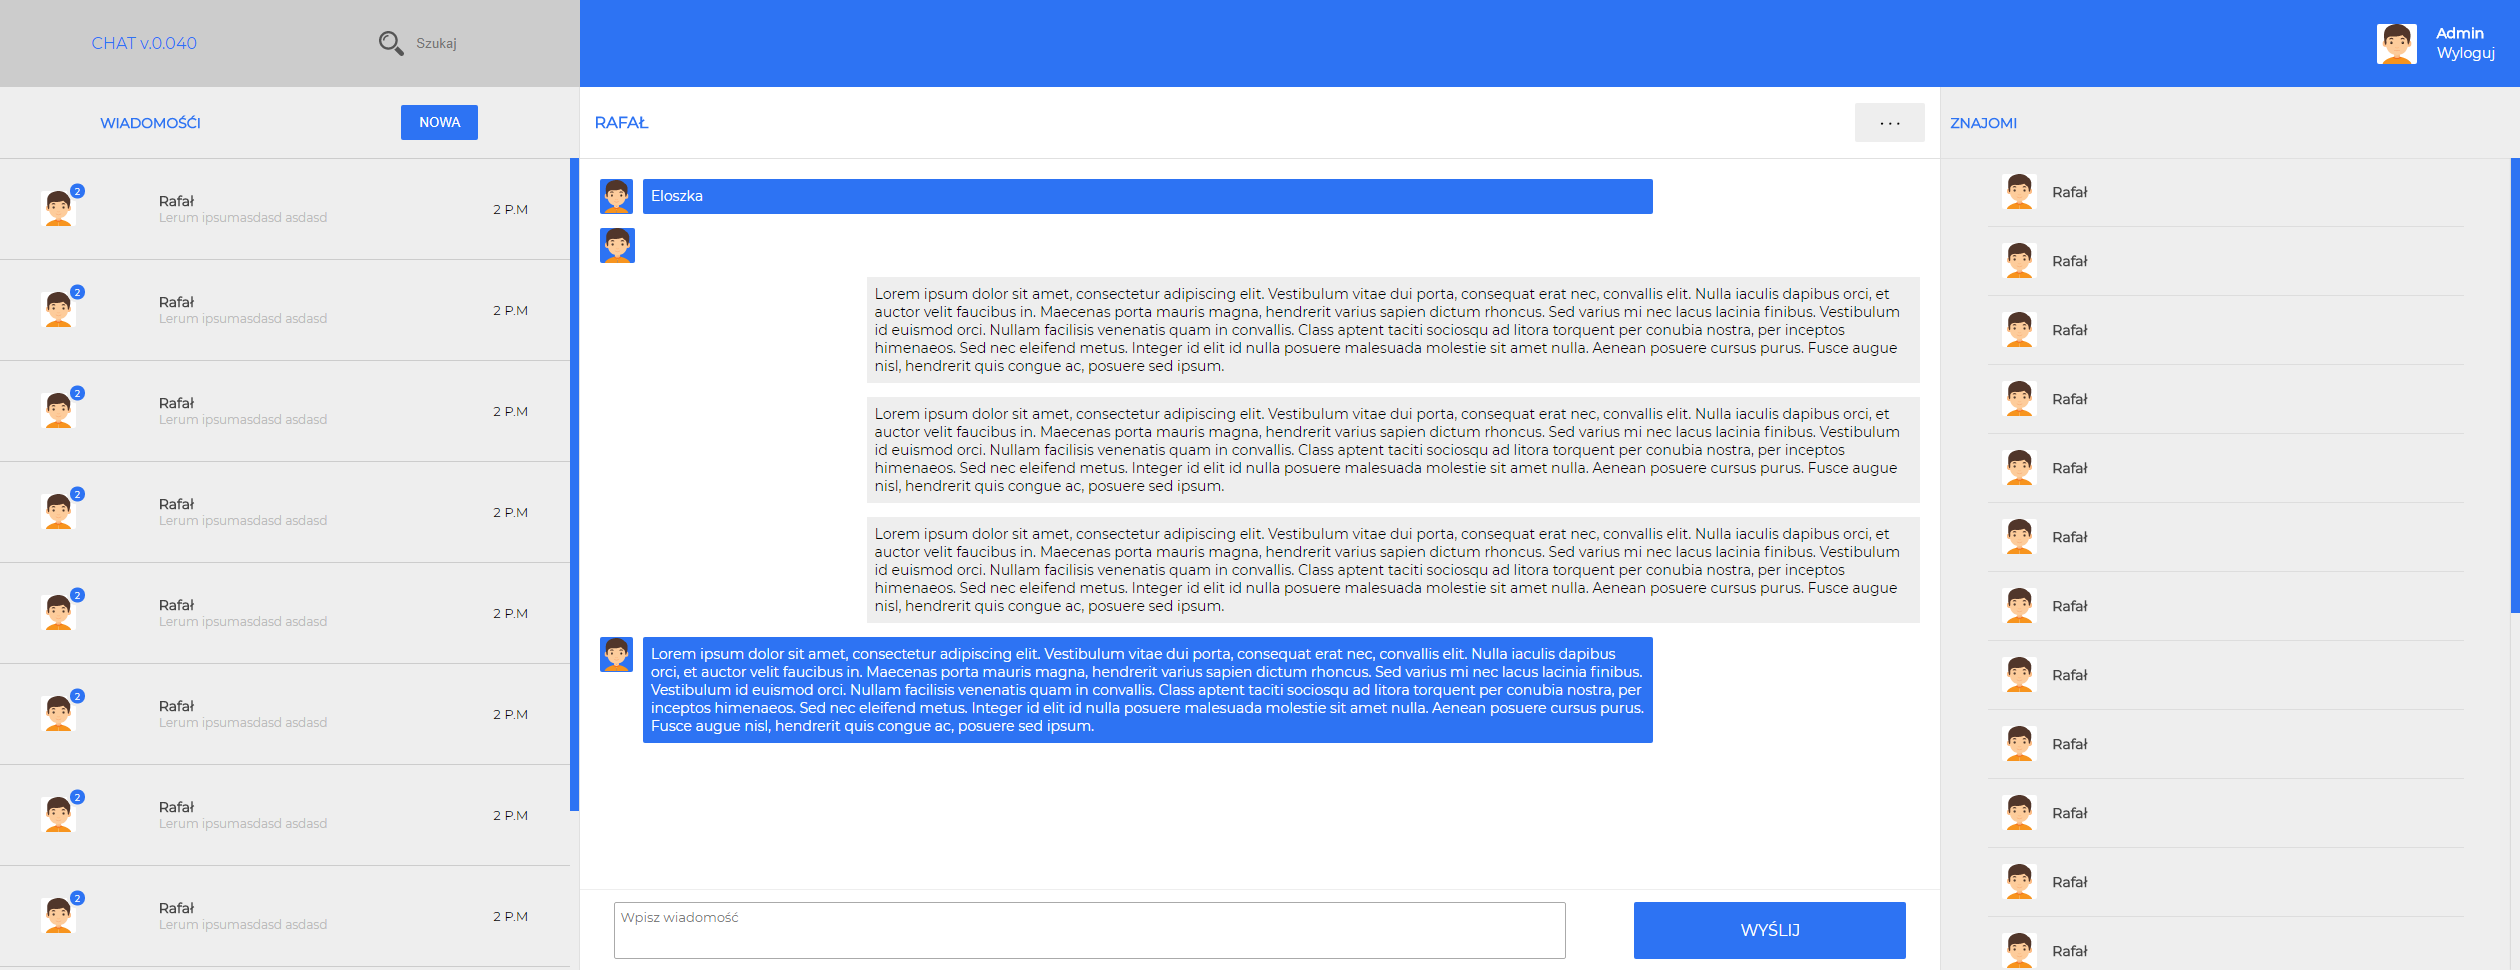 CHAT v.0.040
Szukaj
Admin
Wyloguj
WIADOMOŚĆI
NOWA
2
Rafał
Lerum ipsumasdasd asdasd
2 P.M
2
Rafał
Lerum ipsumasdasd asdasd
2 P.M
2
Rafał
Lerum ipsumasdasd asdasd
2 P.M
2
Rafał
Lerum ipsumasdasd asdasd
2 P.M
2
Rafał
Lerum ipsumasdasd asdasd
2 P.M
2
Rafał
Lerum ipsumasdasd asdasd
2 P.M
2
Rafał
Lerum ipsumasdasd asdasd
2 P.M
2
Rafał
Lerum ipsumasdasd asdasd
2 P.M
RAFAŁ
...
Eloszka
Lorem ipsum dolor sit amet, consectetur adipiscing elit. Vestibulum vitae dui porta, consequat erat nec, convallis elit. Nulla iaculis dapibus orci, et
auctor velit faucibus in. Maecenas porta mauris magna, hendrerit varius sapien dictum rhoncus. Sed varius mi nec lacus lacinia finibus. Vestibulum
id euismod orci. Nullam facilisis venenatis quam in convallis. Class aptent taciti sociosqu ad litora torquent per conubia nostra, per inceptos
himenaeos. Sed nec eleifend metus. Integer id elit id nulla posuere malesuada molestie sit amet nulla. Aenean posuere cursus purus. Fusce augue
nisl, hendrerit quis congue ac, posuere sed ipsum.
Lorem ipsum dolor sit amet, consectetur adipiscing elit. Vestibulum vitae dui porta, consequat erat nec, convallis elit. Nulla iaculis dapibus orci, et
auctor velit faucibus in. Maecenas porta mauris magna, hendrerit varius sapien dictum rhoncus. Sed varius mi nec lacus lacinia finibus. Vestibulum
id euismod orci. Nullam facilisis venenatis quam in convallis. Class aptent taciti sociosqu ad litora torquent per conubia nostra, per inceptos
himenaeos. Sed nec eleifend metus. Integer id elit id nulla posuere malesuada molestie sit amet nulla. Aenean posuere cursus purus. Fusce augue
nisl, hendrerit quis congue ac, posuere sed ipsum.
Lorem ipsum dolor sit amet, consectetur adipiscing elit. Vestibulum vitae dui porta, consequat erat nec, convallis elit. Nulla iaculis dapibus orci, et
auctor velit faucibus in. Maecenas porta mauris magna, hendrerit varius sapien dictum rhoncus. Sed varius mi nec lacus lacinia finibus. Vestibulum
id euismod orci. Nullam facilisis venenatis quam in convallis. Class aptent taciti sociosqu ad litora torquent per conubia nostra, per inceptos
himenaeos. Sed nec eleifend metus. Integer id elit id nulla posuere malesuada molestie sit amet nulla. Aenean posuere cursus purus. Fusce augue
nisl, hendrerit quis congue ac, posuere sed ipsum.
Lorem ipsum dolor sit amet, consectetur adipiscing elit. Vestibulum vitae dui porta, consequat erat nec, convallis elit. Nulla iaculis dapibus
orci, et auctor velit faucibus in. Maecenas porta mauris magna, hendrerit varius sapien dictum rhoncus. Sed varius mi nec lacus lacinia finibus.
Vestibulum id euismod orci. Nullam facilisis venenatis quam in convallis. Class aptent taciti sociosqu ad litora torquent per conubia nostra, per
inceptos himenaeos. Sed nec eleifend metus. Integer id elit id nulla posuere malesuada molestie sit amet nulla. Aenean posuere cursus purus.
Fusce augue nisl, hendrerit quis congue ac, posuere sed ipsum.
Wpisz wiadomość
WYŚLIJ
ZNAJOMI
Rafał
Rafał
Rafał
Rafał
Rafał
Rafał
Rafał
Rafał
Rafał
Rafał
Rafał
Rafał